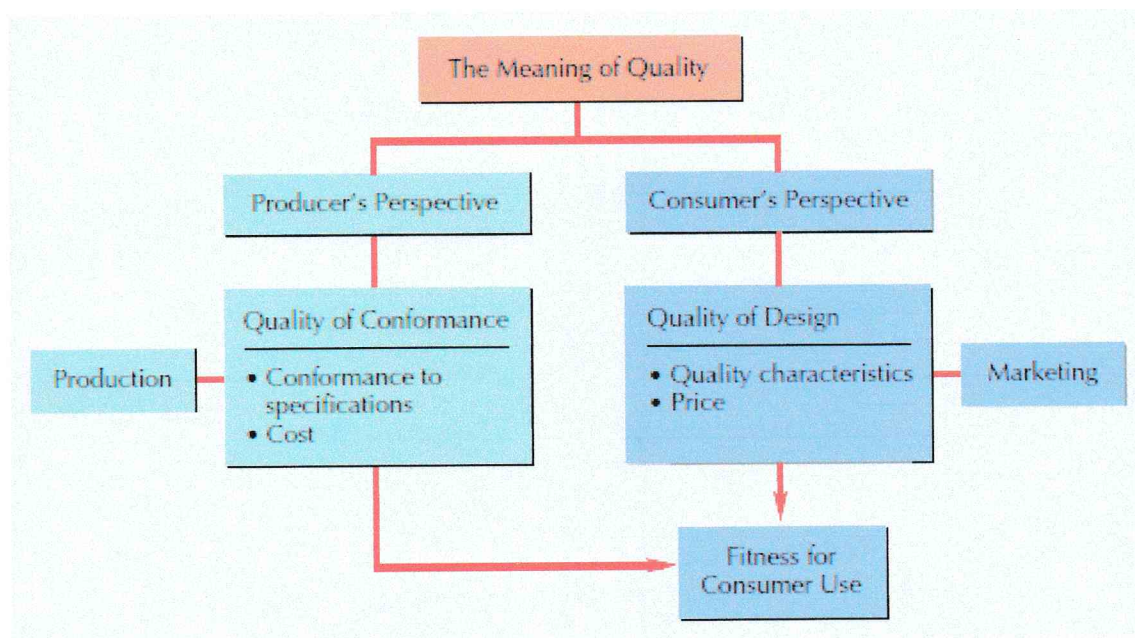 The Meaning of Quality
Producer's Perspective
Consumer's Perspective
Quality of Conformance
• Conformance to
specifications
• Cost
Production
Quality of Design
• Quality characteristics
• Price
Marketing
Fitness for
Consumer Use